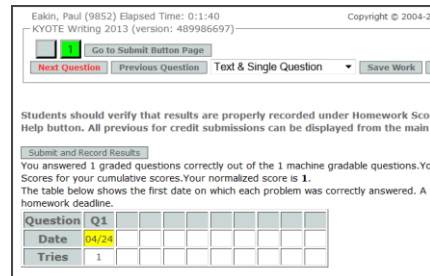 Eakin, Paul (9852) Elapsed Time: 0:1:40 Copyright © 2004-2
KYOTE Writing 2013 (version: 489986697)
1 Go to Submit Button Page
Next Question Previous Question Text & Single Question Save Work
Students should verify that results are properly recorded under Homework Sco
Help button. All previous for credit submissions can be displayed from the main
Submit and Record Results
You answered 1 graded questions correctly out of the 1 machine gradable questions.Yo
Scores for your cumulative scores.Your normalized score is 1.
The table below shows the first date on which each problem was correctly answered. A
homework deadline.
Question Q1
Date 04/24
Tries 1